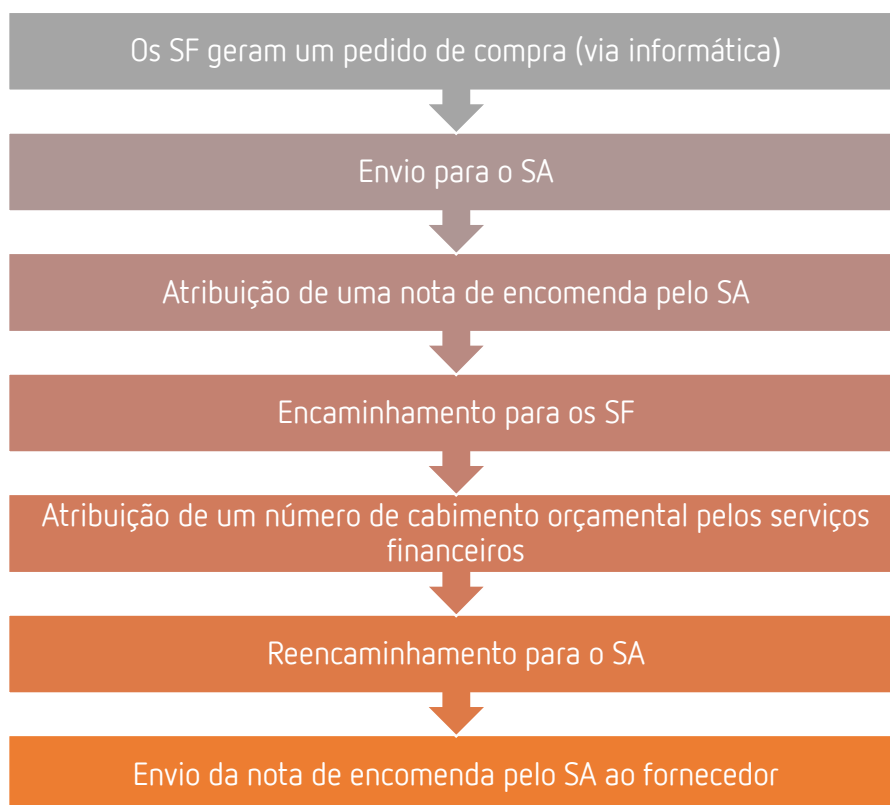 Os SF geram um pedido de compra (via informática)
Envio para o SA
Atribuição de uma nota de encomenda pelo SA
Encaminhamento para os SF
Atribuição de um número de cabimento orçamental pelos serviços
financeiros
Reencaminhamento para o SA
Envio da nota de encomenda pelo SA ao fornecedor